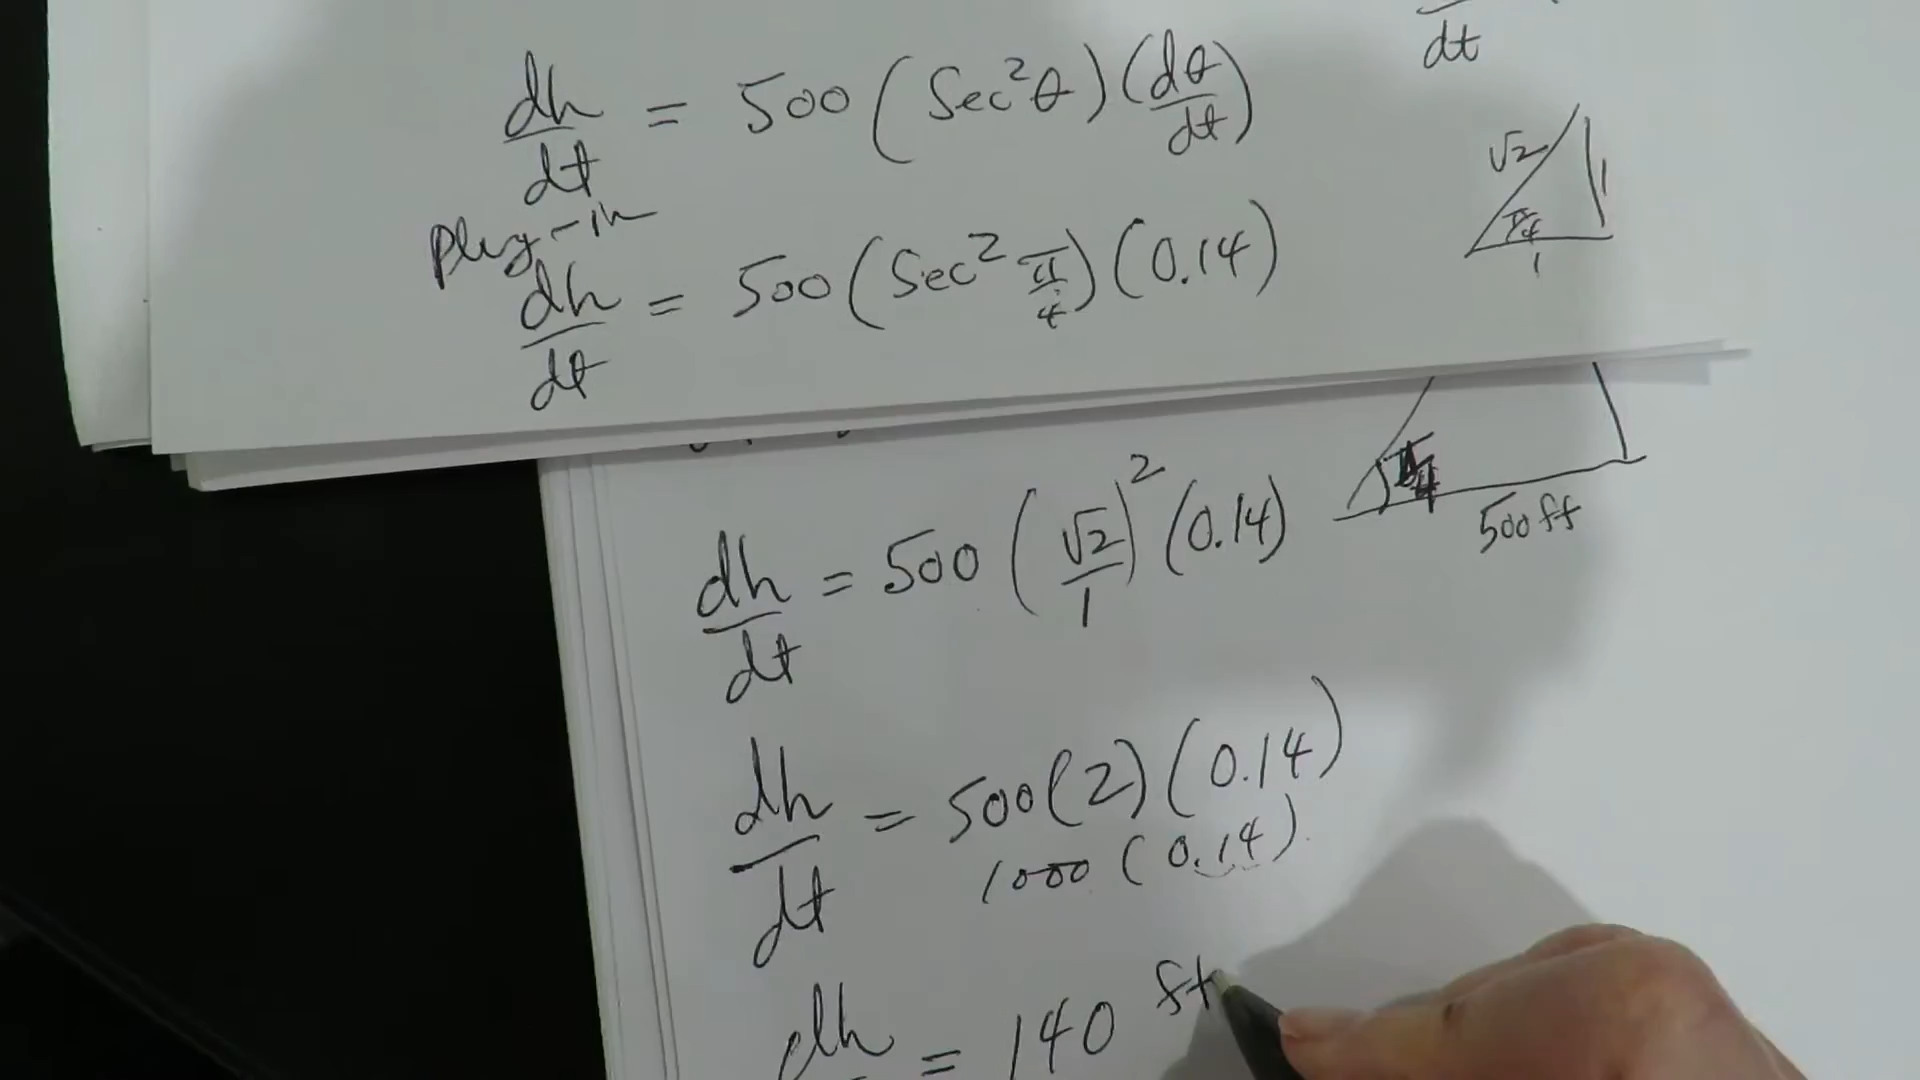 dt
dh/dt = 500 (Sec²θ) (dθ/dt)
√2
1
π/4
1
Plug-in
dh/dt = 500 (Sec² π/4) (0.14)
π/4
500 ft
dh/dt = 500 (√2/1)² (0.14)
dh/dt = 500 (2) (0.14)
1000 (0.14)
dh = 140 ft